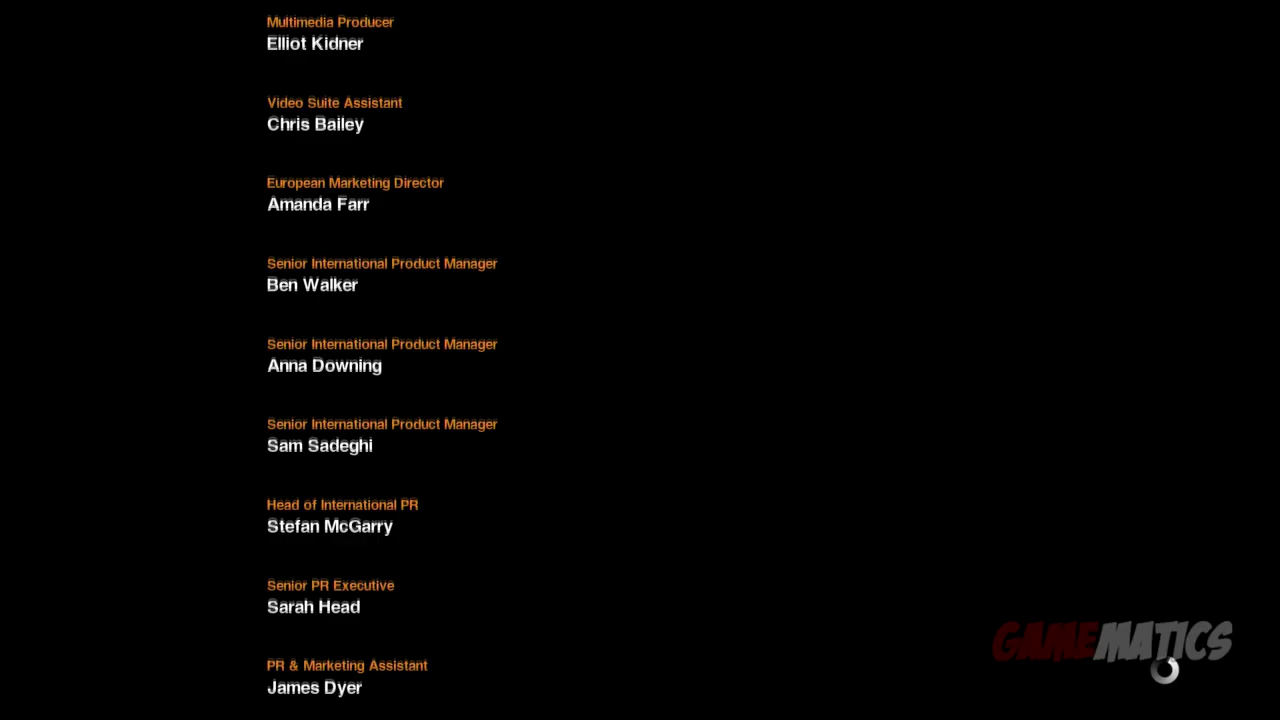 Multimedia Producer
Elliot Kidner
Video Suite Assistant
Chris Bailey
European Marketing Director
Amanda Farr
Senior International Product Manager
Ben Walker
Senior International Product Manager
Anna Downing
Senior International Product Manager
Sam Sadeghi
Head of International PR
Stefan McGarry
Senior PR Executive
Sarah Head
PR & Marketing Assistant
James Dyer
GAMEMATICS